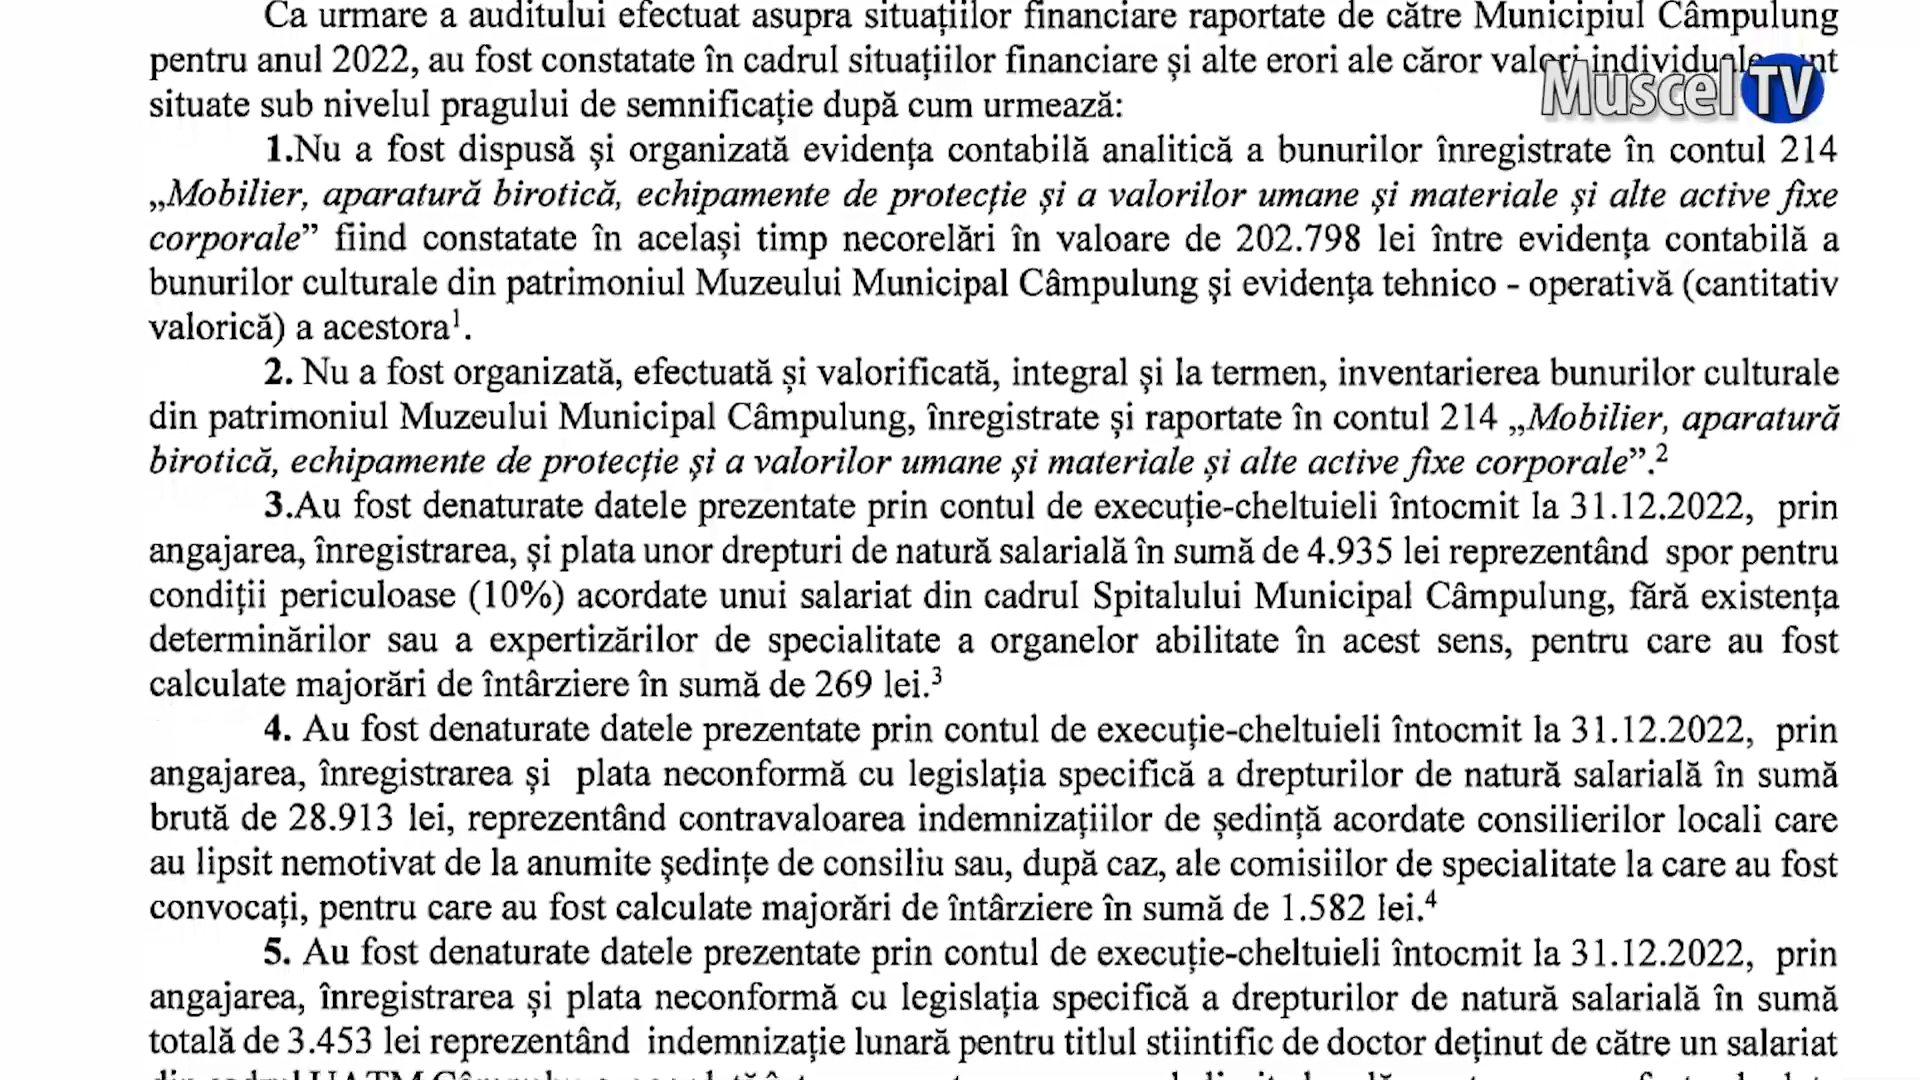 Ca urmare a auditului efectuat asupra situațiilor financiare raportate de către Municipiul Câmpulung
pentru anul 2022, au fost constatate în cadrul situațiilor financiare și alte erori ale căror valori individuale sunt
situate sub nivelul pragului de semnificație după cum urmează:
Muscel TV
1.Nu a fost dispusă și organizată evidența contabilă analitică a bunurilor înregistrate în contul 214
„Mobilier, aparatură birotică, echipamente de protecție și a valorilor umane și materiale și alte active fixe
corporale” fiind constatate în același timp necorelări în valoare de 202.798 lei între evidența contabilă a
bunurilor culturale din patrimoniul Muzeului Municipal Câmpulung și evidența tehnico - operativă (cantitativ
valorică) a acestora¹.
2. Nu a fost organizată, efectuată și valorificată, integral și la termen, inventarierea bunurilor culturale
din patrimoniul Muzeului Municipal Câmpulung, înregistrate și raportate în contul 214 „Mobilier, aparatură
birotică, echipamente de protecție și a valorilor umane și materiale și alte active fixe corporale”.²
3.Au fost denaturate datele prezentate prin contul de execuție-cheltuieli întocmit la 31.12.2022, prin
angajarea, înregistrarea, și plata unor drepturi de natură salarială în sumă de 4.935 lei reprezentând spor pentru
condiții periculoase (10%) acordate unui salariat din cadrul Spitalului Municipal Câmpulung, fără existența
determinărilor sau a expertizărilor de specialitate a organelor abilitate în acest sens, pentru care au fost
calculate majorări de întârziere în sumă de 269 lei.³
4. Au fost denaturate datele prezentate prin contul de execuție-cheltuieli întocmit la 31.12.2022, prin
angajarea, înregistrarea și plata neconformă cu legislația specifică a drepturilor de natură salarială în sumă
brută de 28.913 lei, reprezentând contravaloarea indemnizațiilor de ședință acordate consilierilor locali care
au lipsit nemotivat de la anumite ședințe de consiliu sau, după caz, ale comisiilor de specialitate la care au fost
convocați, pentru care au fost calculate majorări de întârziere în sumă de 1.582 lei.⁴
5. Au fost denaturate datele prezentate prin contul de execuție-cheltuieli întocmit la 31.12.2022, prin
angajarea, înregistrarea și plata neconformă cu legislația specifică a drepturilor de natură salarială în sumă
totală de 3.453 lei reprezentând indemnizație lunară pentru titlul stiintific de doctor deținut de către un salariat